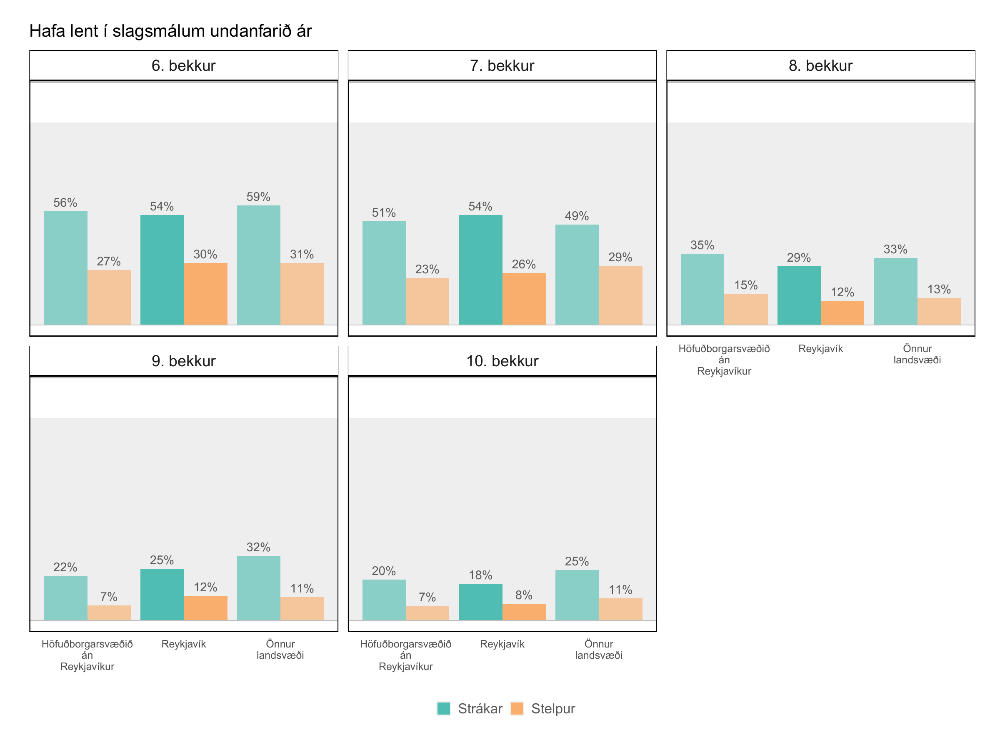 Hafa lent í slagsmálum undanfarið ár
6. bekkur
56%
27%
54%
30%
59%
31%
7. bekkur
51%
23%
54%
26%
49%
29%
8. bekkur
35%
15%
29%
12%
33%
13%
Höfuðborgarsvæðið
án
Reykjavíkur
Reykjavík
Önnur
landsvæði
9. bekkur
22%
7%
25%
12%
32%
11%
Höfuðborgarsvæðið
án
Reykjavíkur
Reykjavík
Önnur
landsvæði
10. bekkur
20%
7%
18%
8%
25%
11%
Höfuðborgarsvæðið
án
Reykjavíkur
Reykjavík
Önnur
landsvæði
Strákar
Stelpur